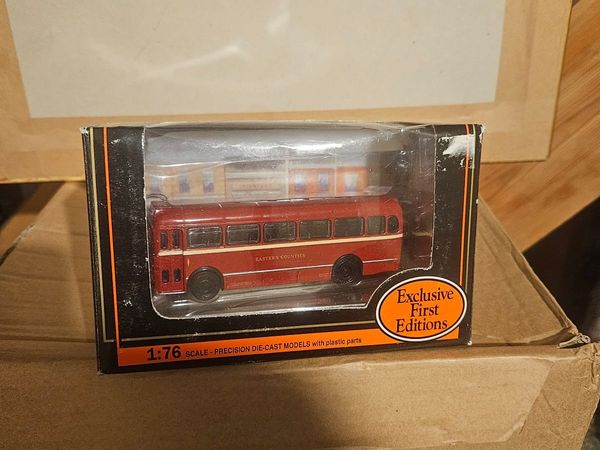 EASTERN COUNTIES
Exclusive
First
Editions
1:76 SCALE - PRECISION DIE-CAST MODELS with plastic parts